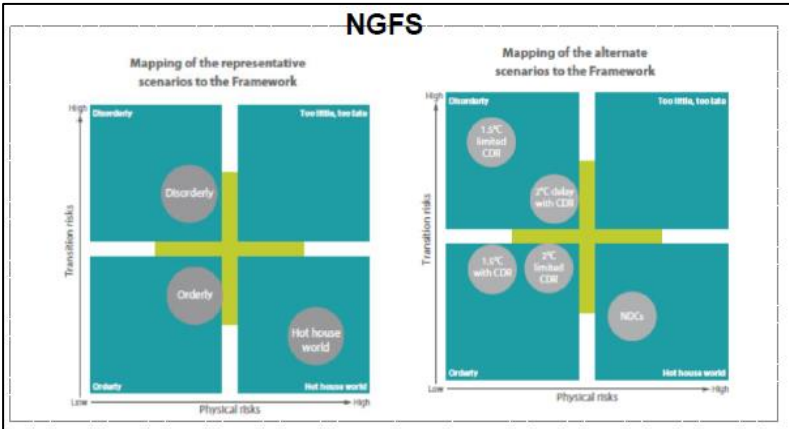 NGFS
Mapping of the representative
scenarios to the Framework
High
Disorderly
Too little, too late
Disorderly
Transition risks
Orderly
Hot house
world
Orderly
Hot house world
Low
Physical risks
High
Mapping of the alternate
scenarios to the Framework
High
Disorderly
Too little, too late
1.5°C
limited
CDR
2°C delay
with CDR
Transition risks
1.5°C
with CDR
2°C
limited
CDR
NDCs
Orderly
Hot house world
Low
Physical risks
High